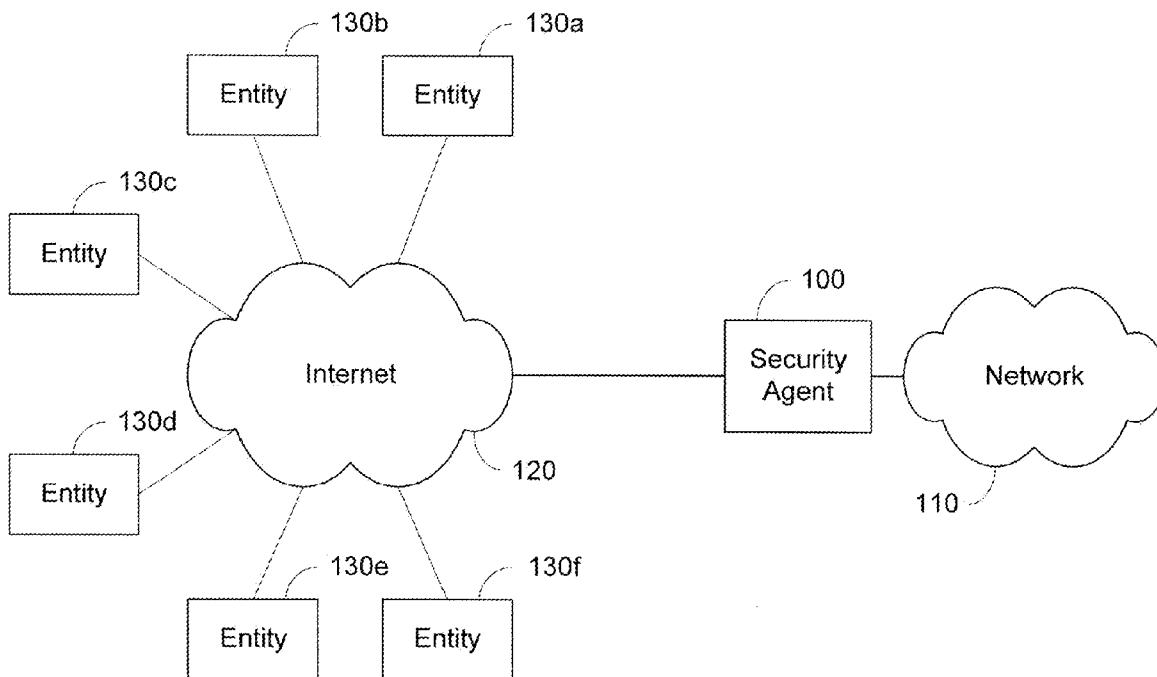 130b
130a
Entity
Entity
130c
Entity
100
Internet
Security
Agent
Network
130d
120
Entity
110
130e
130f
Entity
Entity